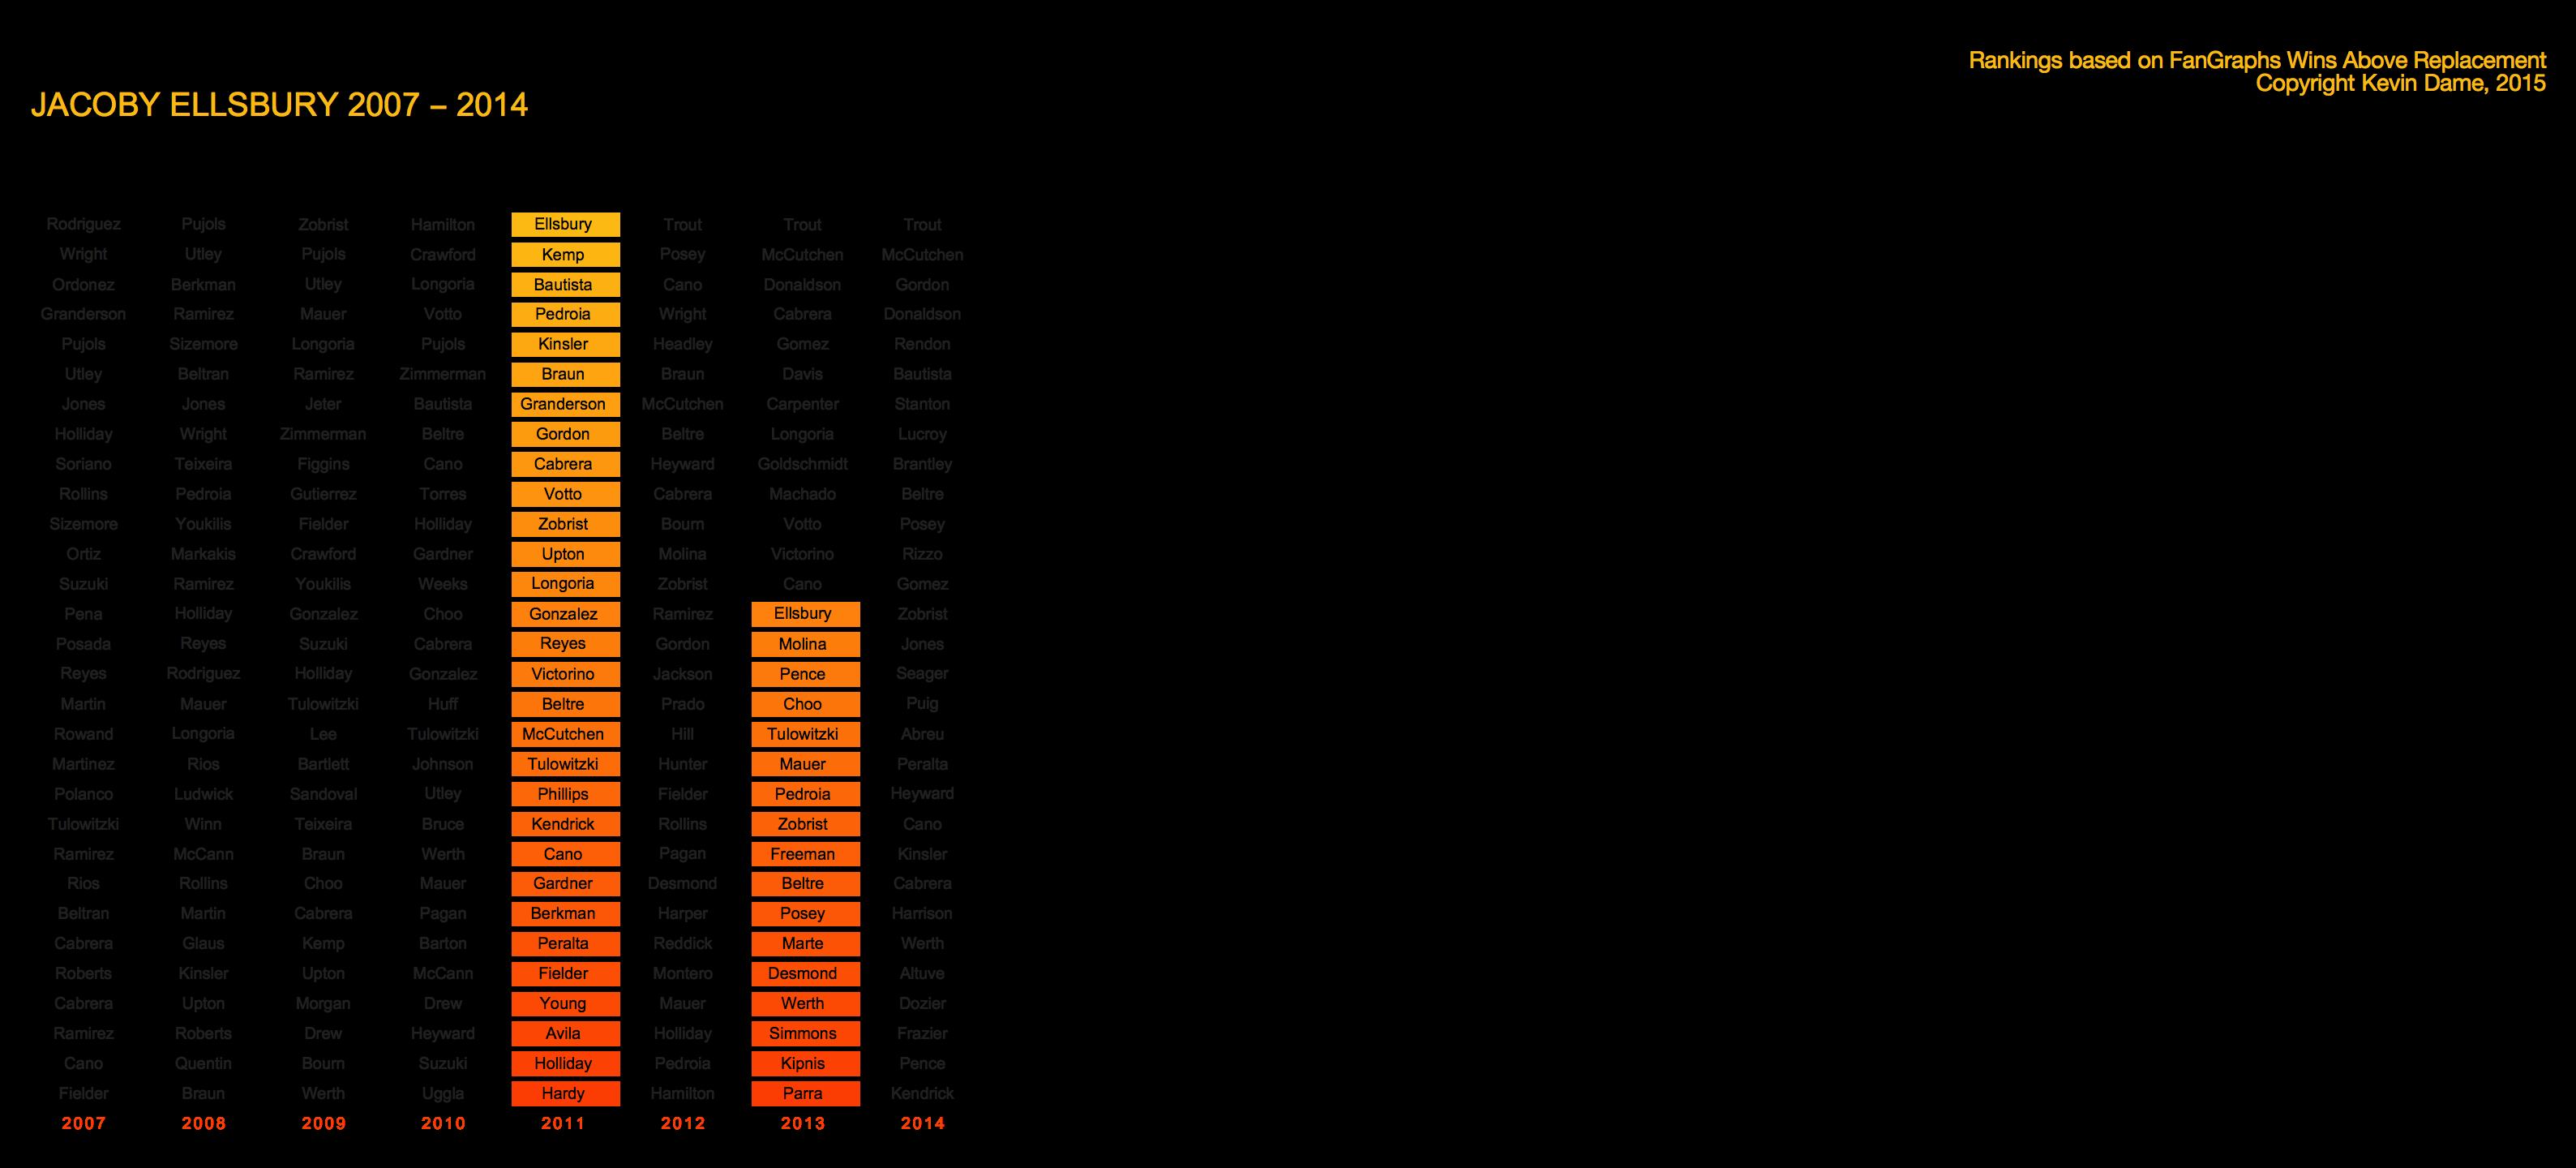 Rankings based on FanGraphs Wins Above Replacement
Copyright Kevin Dame, 2015
JACOBY ELLSBURY 2007 – 2014
Rodriguez Pujols Zobrist Hamilton Ellsbury Trout Trout Trout
Wright Utley Pujols Crawford Kemp Posey McCutchen McCutchen
Ordonez Berkman Utley Longoria Bautista Cano Donaldson Gordon
Granderson Ramirez Mauer Votto Pedroia Wright Cabrera Donaldson
Pujols Sizemore Longoria Pujols Kinsler Headley Gomez Rendon
Utley Beltran Ramirez Zimmerman Braun Braun Davis Bautista
Jones Jones Jeter Bautista Granderson McCutchen Carpenter Stanton
Holliday Wright Zimmerman Beltre Gordon Beltre Longoria Lucroy
Soriano Teixeira Figgins Cano Cabrera Heyward Goldschmidt Brantley
Rollins Pedroia Gutierrez Torres Votto Cabrera Machado Beltre
Sizemore Youkilis Fielder Holliday Zobrist Bourn Votto Posey
Ortiz Markakis Crawford Gardner Upton Molina Victorino Rizzo
Suzuki Ramirez Youkilis Weeks Longoria Zobrist Cano Gomez
Pena Holliday Gonzalez Choo Gonzalez Ramirez Ellsbury Zobrist
Posada Reyes Suzuki Cabrera Reyes Gordon Molina Jones
Reyes Rodriguez Holliday Gonzalez Victorino Jackson Pence Seager
Martin Mauer Tulowitzki Huff Beltre Prado Choo Puig
Rowand Longoria Lee Tulowitzki McCutchen Hill Tulowitzki Abreu
Martinez Rios Bartlett Johnson Tulowitzki Hunter Mauer Peralta
Polanco Ludwick Sandoval Utley Phillips Fielder Pedroia Heyward
Tulowitzki Winn Teixeira Bruce Kendrick Rollins Zobrist Cano
Ramirez McCann Braun Werth Cano Pagan Freeman Kinsler
Rios Rollins Choo Mauer Gardner Desmond Beltre Cabrera
Beltran Martin Cabrera Pagan Berkman Harper Posey Harrison
Cabrera Glaus Kemp Barton Peralta Reddick Marte Werth
Roberts Kinsler Upton McCann Fielder Montero Desmond Altuve
Cabrera Upton Morgan Drew Young Mauer Werth Dozier
Ramirez Roberts Drew Heyward Avila Holliday Simmons Frazier
Cano Quentin Bourn Suzuki Holliday Pedroia Kipnis Pence
Fielder Braun Werth Uggla Hardy Hamilton Parra Kendrick
2007 2008 2009 2010 2011 2012 2013 2014